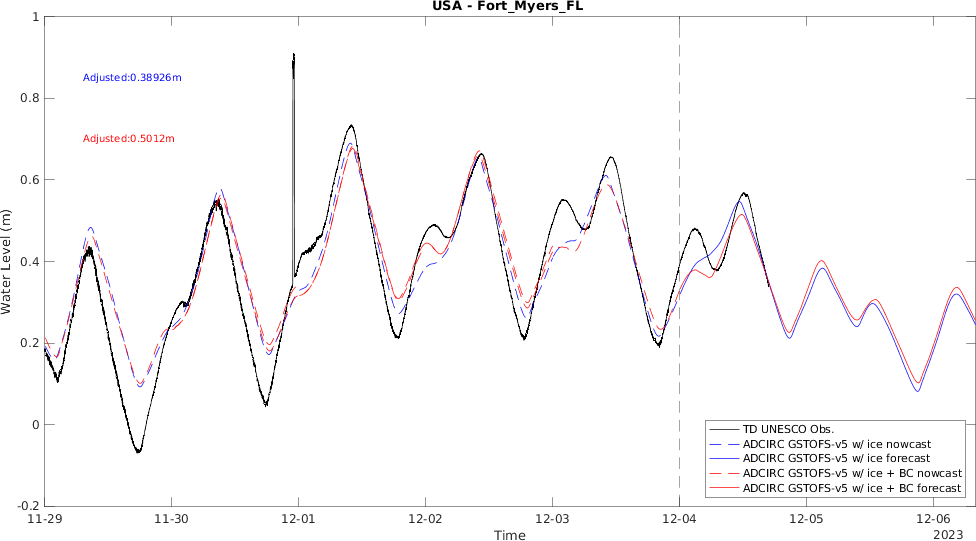 USA - Fort_Myers_FL
Adjusted:0.38926m
Adjusted:0.5012m
Water Level (m)
1
0.8
0.6
0.4
0.2
0
-0.2
11-29 11-30 12-01 12-02 12-03 12-04 12-05 12-06
Time
2023
TD UNESCO Obs.
ADCIRC GSTOFS-v5 w/ ice nowcast
ADCIRC GSTOFS-v5 w/ ice forecast
ADCIRC GSTOFS-v5 w/ ice + BC nowcast
ADCIRC GSTOFS-v5 w/ ice + BC forecast